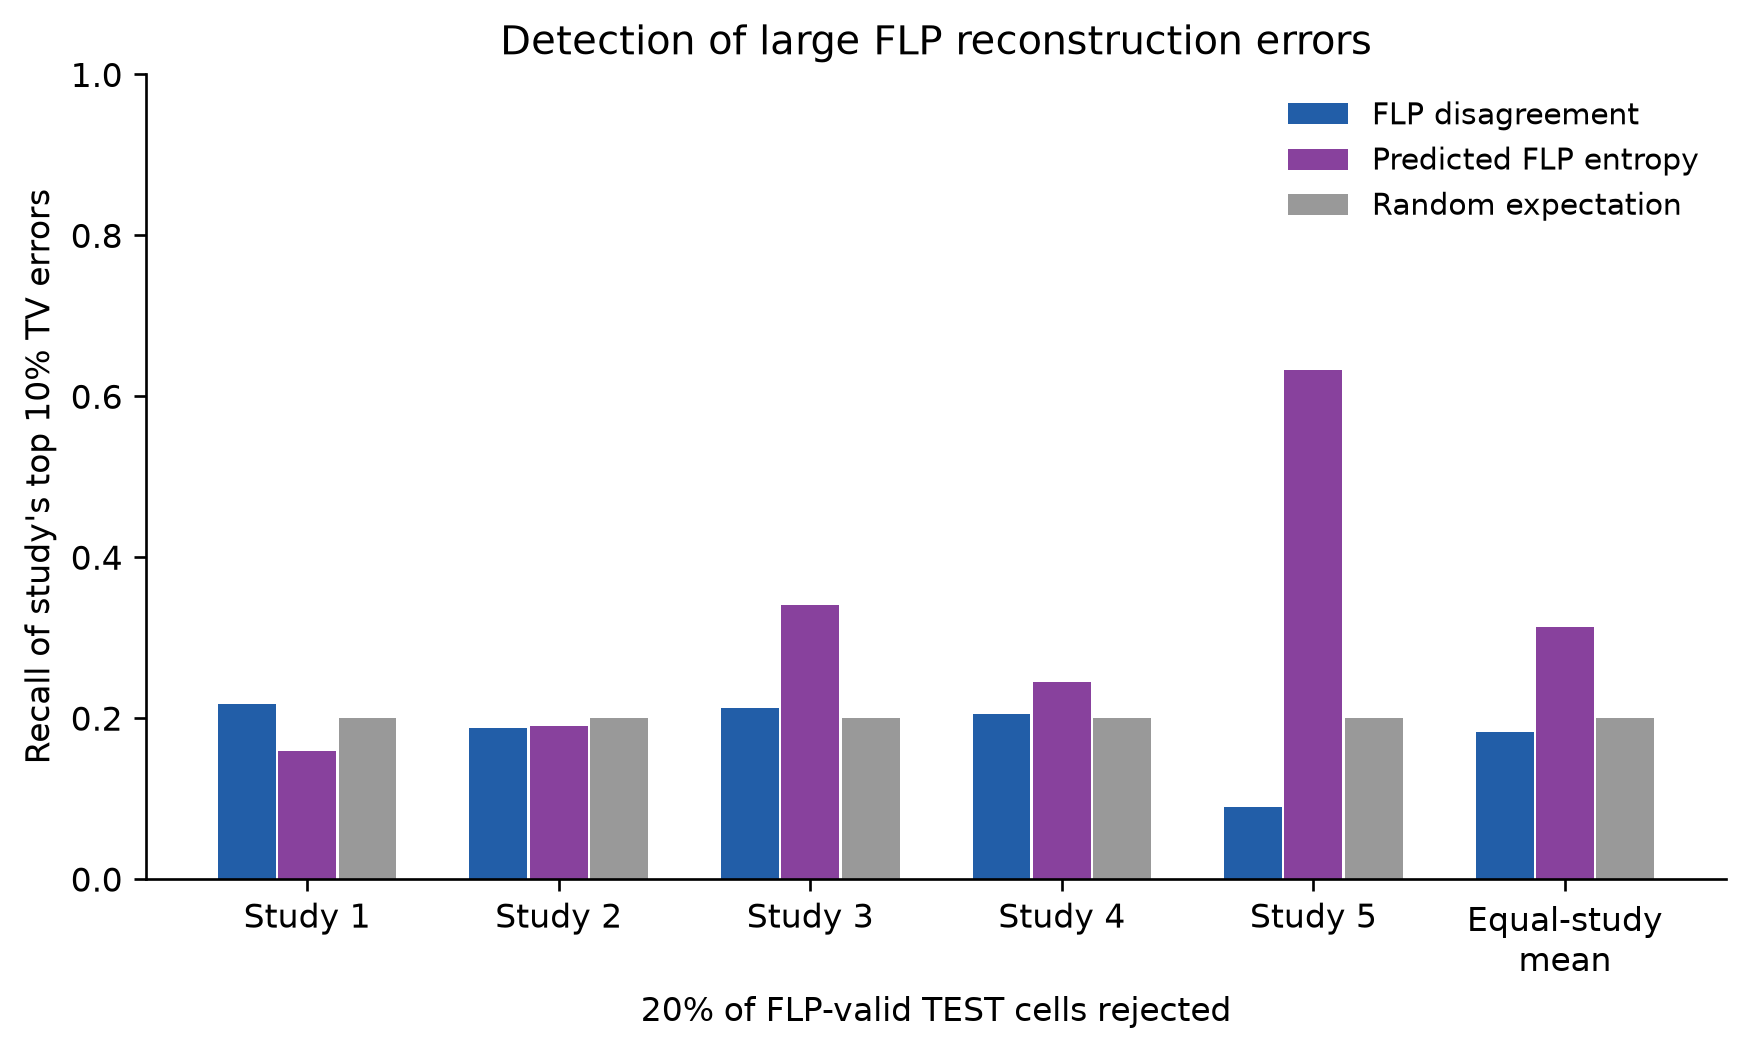 Detection of large FLP reconstruction errors
FLP disagreement
Predicted FLP entropy
Random expectation
Recall of study's top 10% TV errors
1.0
0.8
0.6
0.4
0.2
0.0
Study 1
Study 2
Study 3
Study 4
Study 5
Equal-study
mean
20% of FLP-valid TEST cells rejected